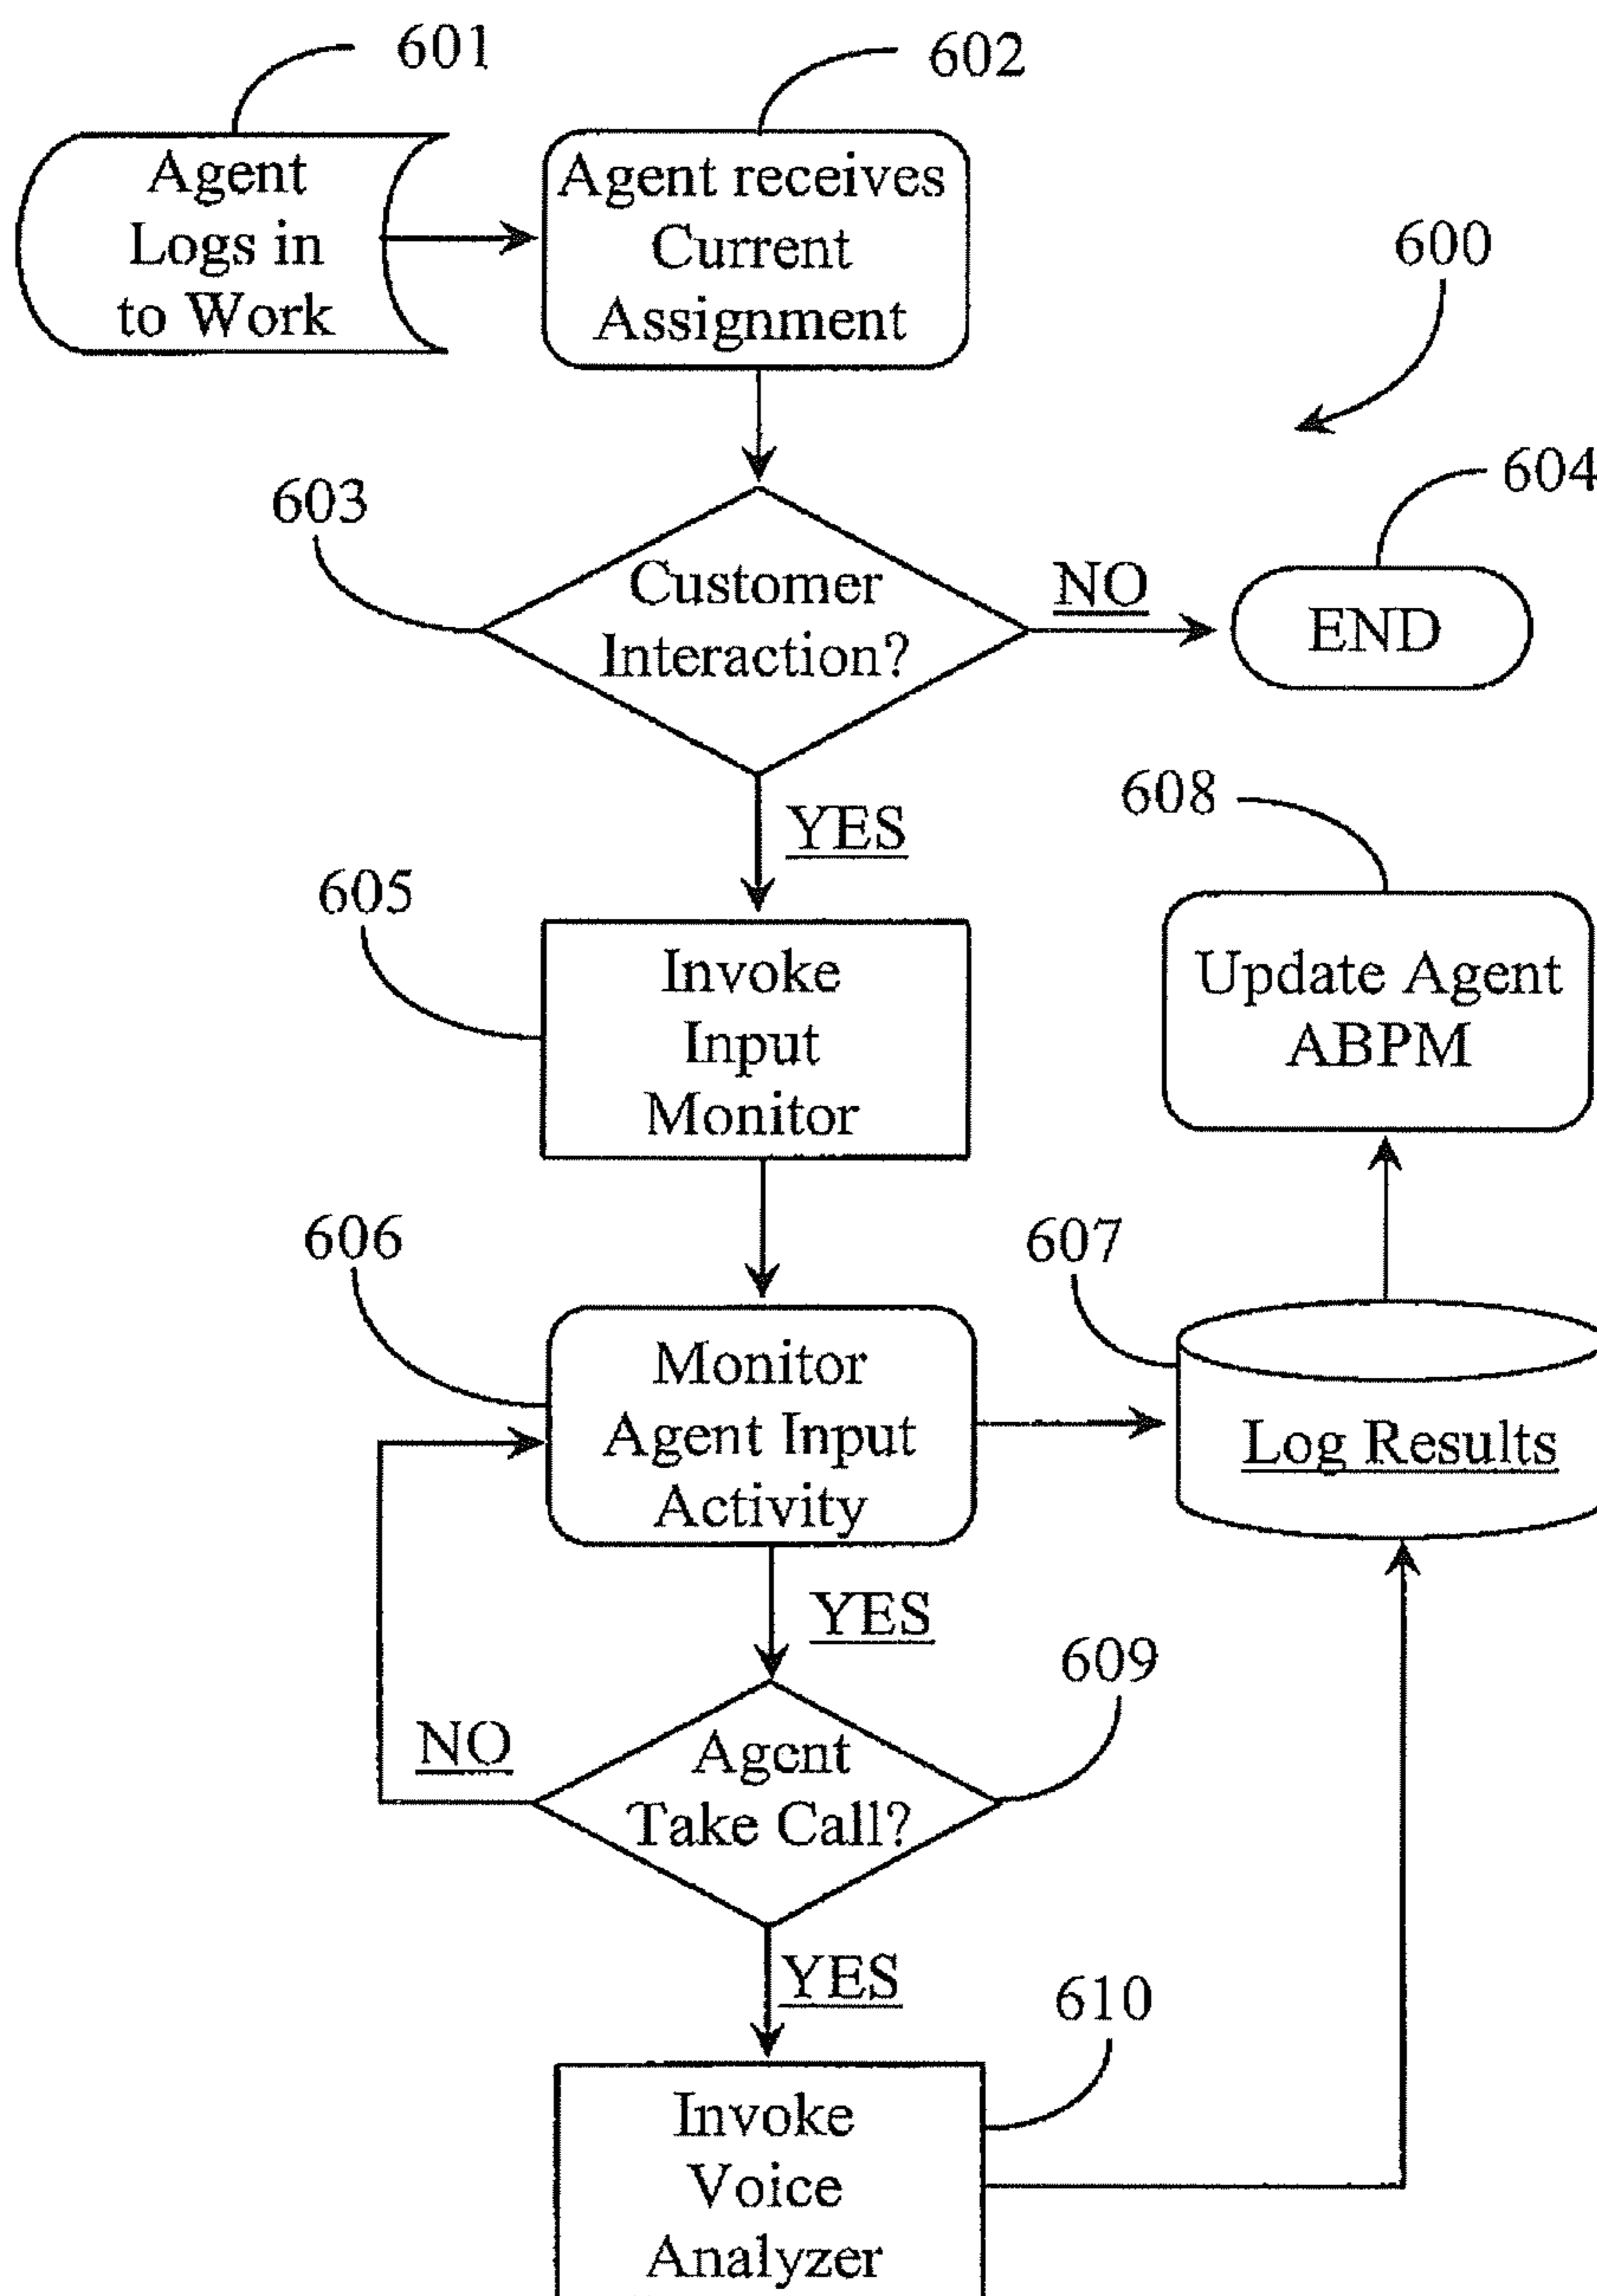 601
602
Agent
Logs in
to Work
Agent receives
Current
Assignment
600
603
604
Customer
Interaction?
NO
END
YES
608
605
Invoke
Input
Monitor
Update Agent
ABPM
606
607
Monitor
Agent Input
Activity
Log Results
YES
609
NO
Agent
Take Call?
YES
610
Invoke
Voice
Analyzer